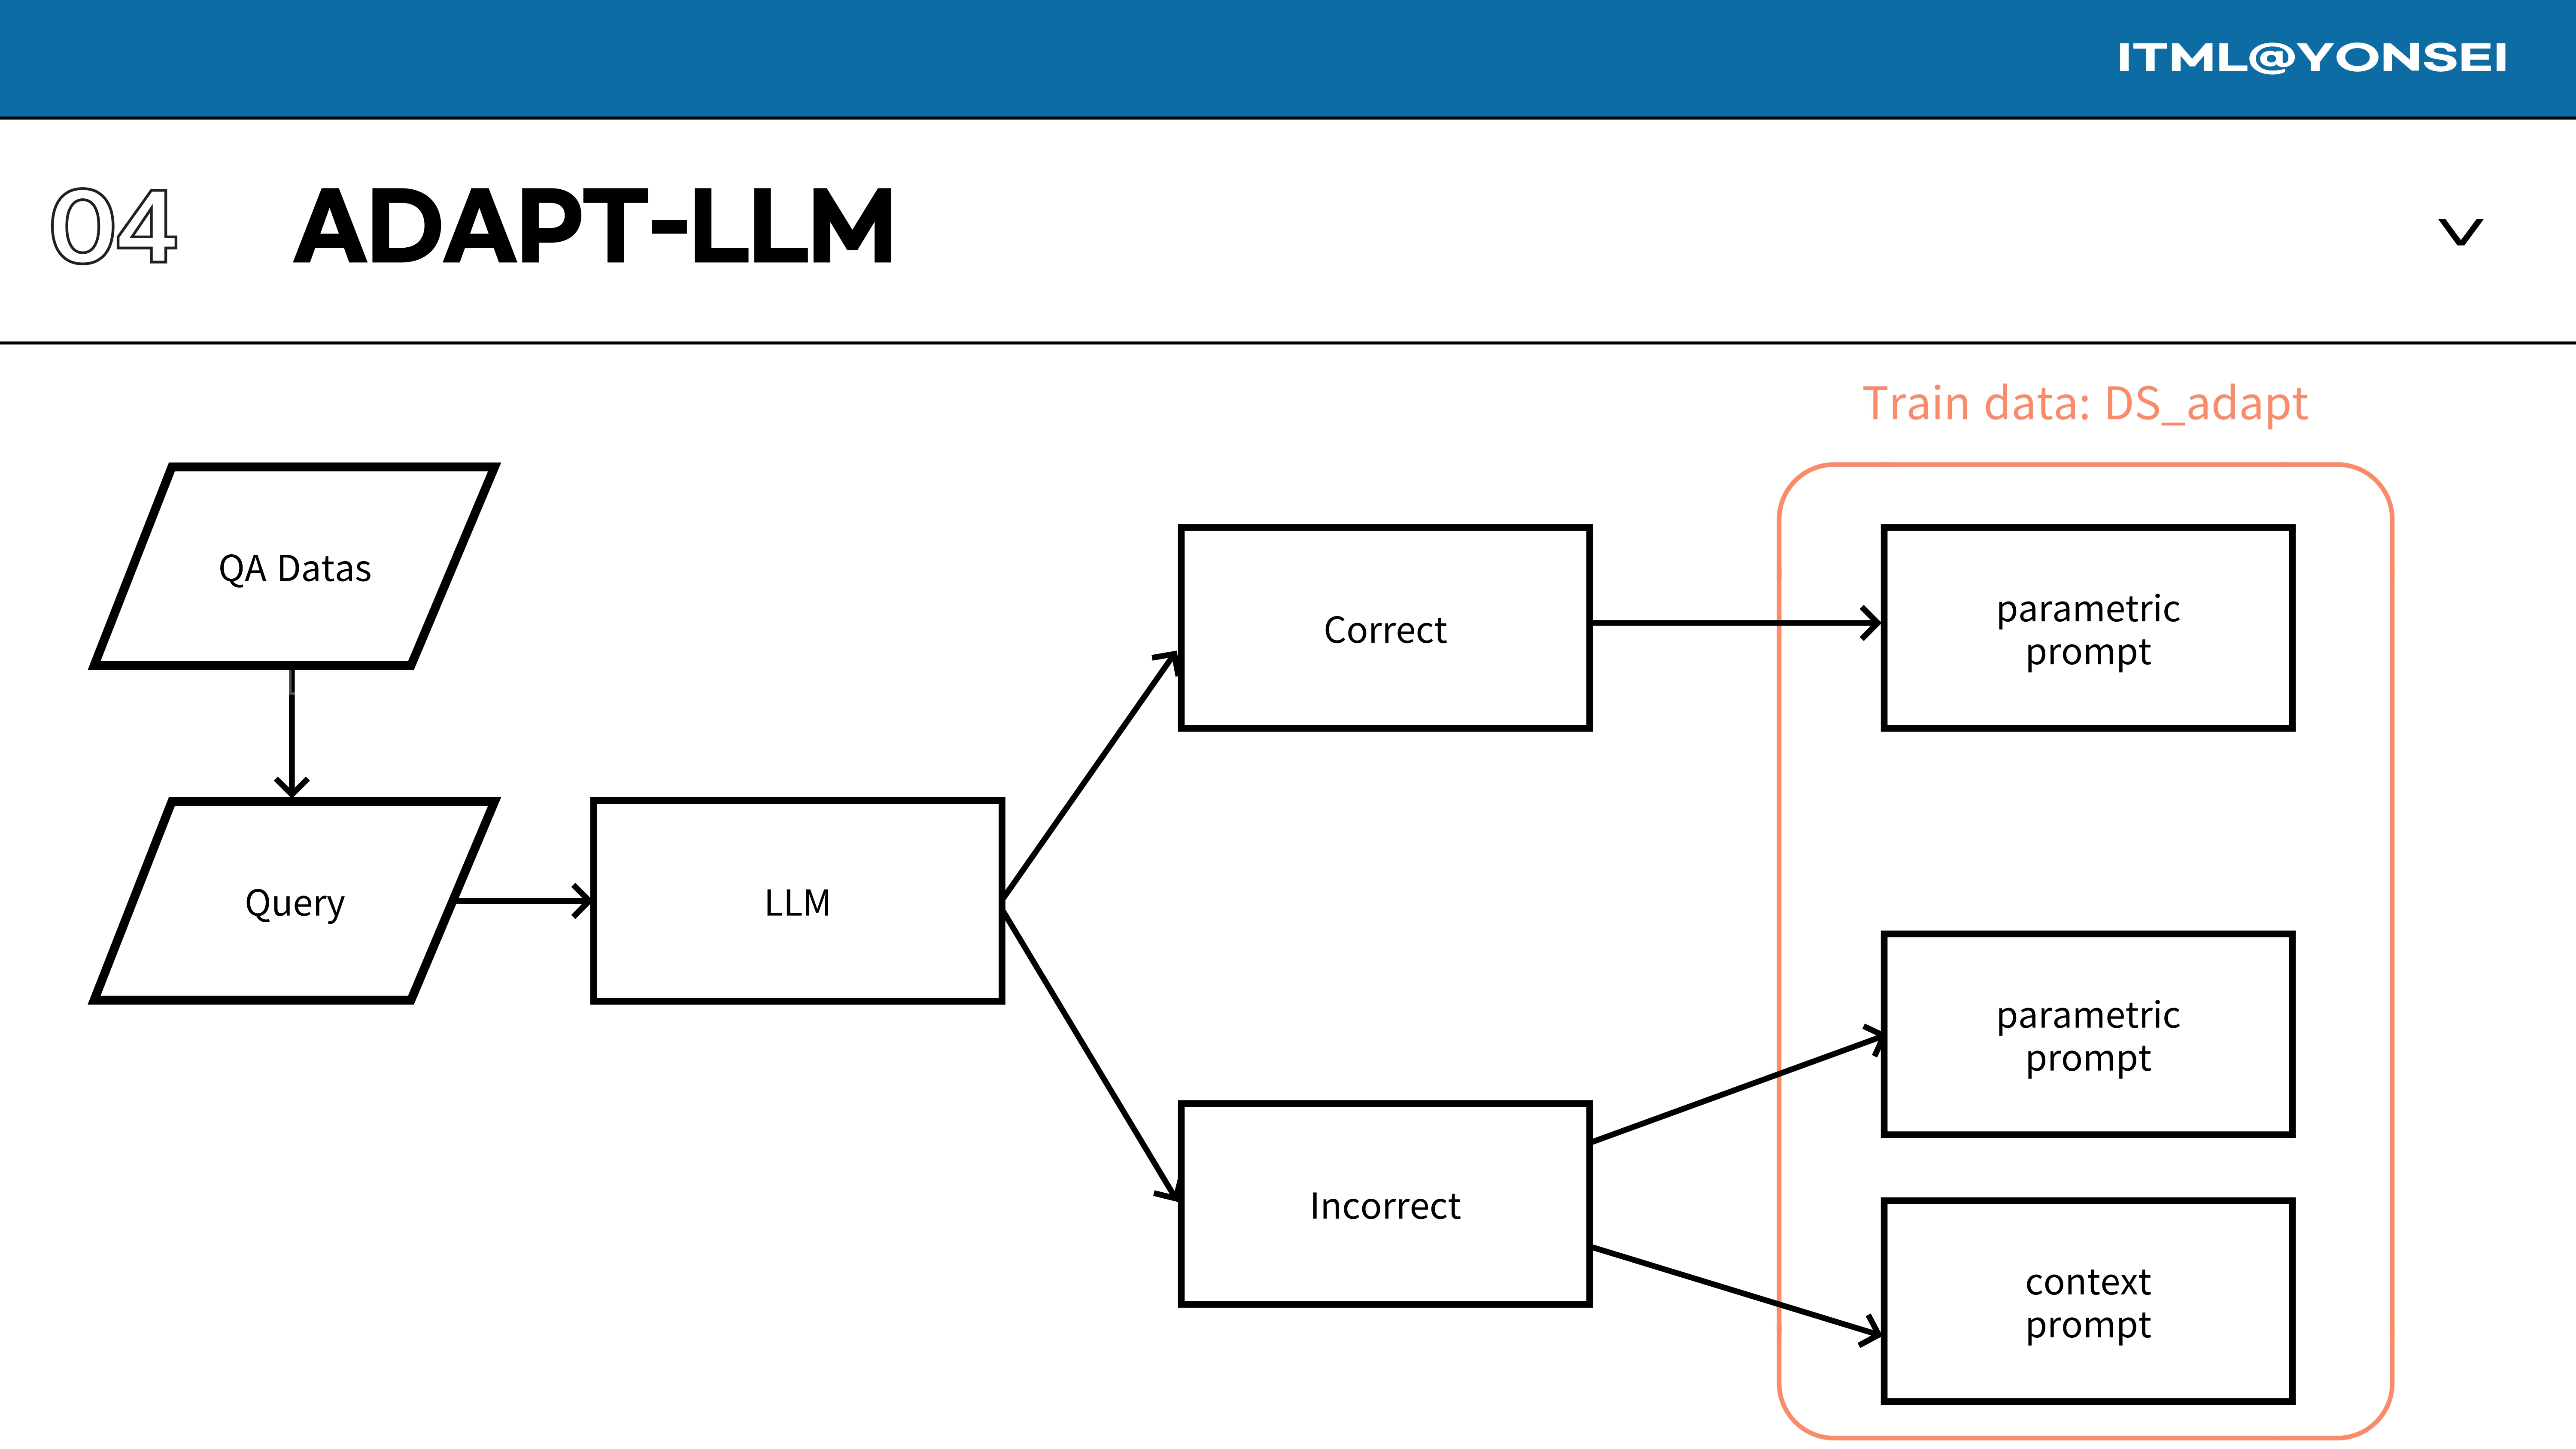 ITML@YONSEI
04
ADAPT-LLM
Train data: DS_adapt
QA Datas
Query
LLM
Correct
Incorrect
parametric
prompt
parametric
prompt
context
prompt